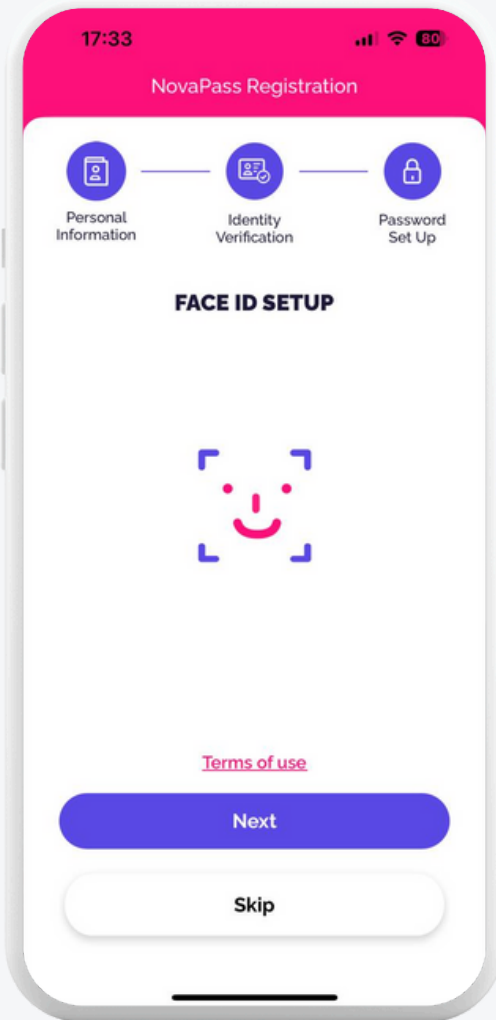 17:33
80
NovaPass Registration
Personal
Information
Identity
Verification
Password
Set Up
FACE ID SETUP
Terms of use
Next
Skip